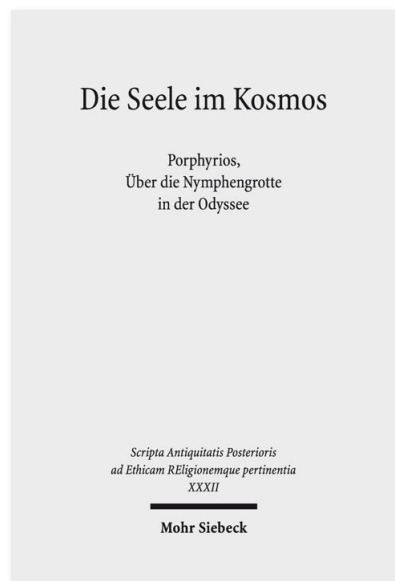 Die Seele im Kosmos
Porphyrios,
Über die Nymphengrotte
in der Odyssee
Scripta Antiquitatis Posterioris
ad Ethicam REligionemque pertinentia
XXXII
Mohr Siebeck